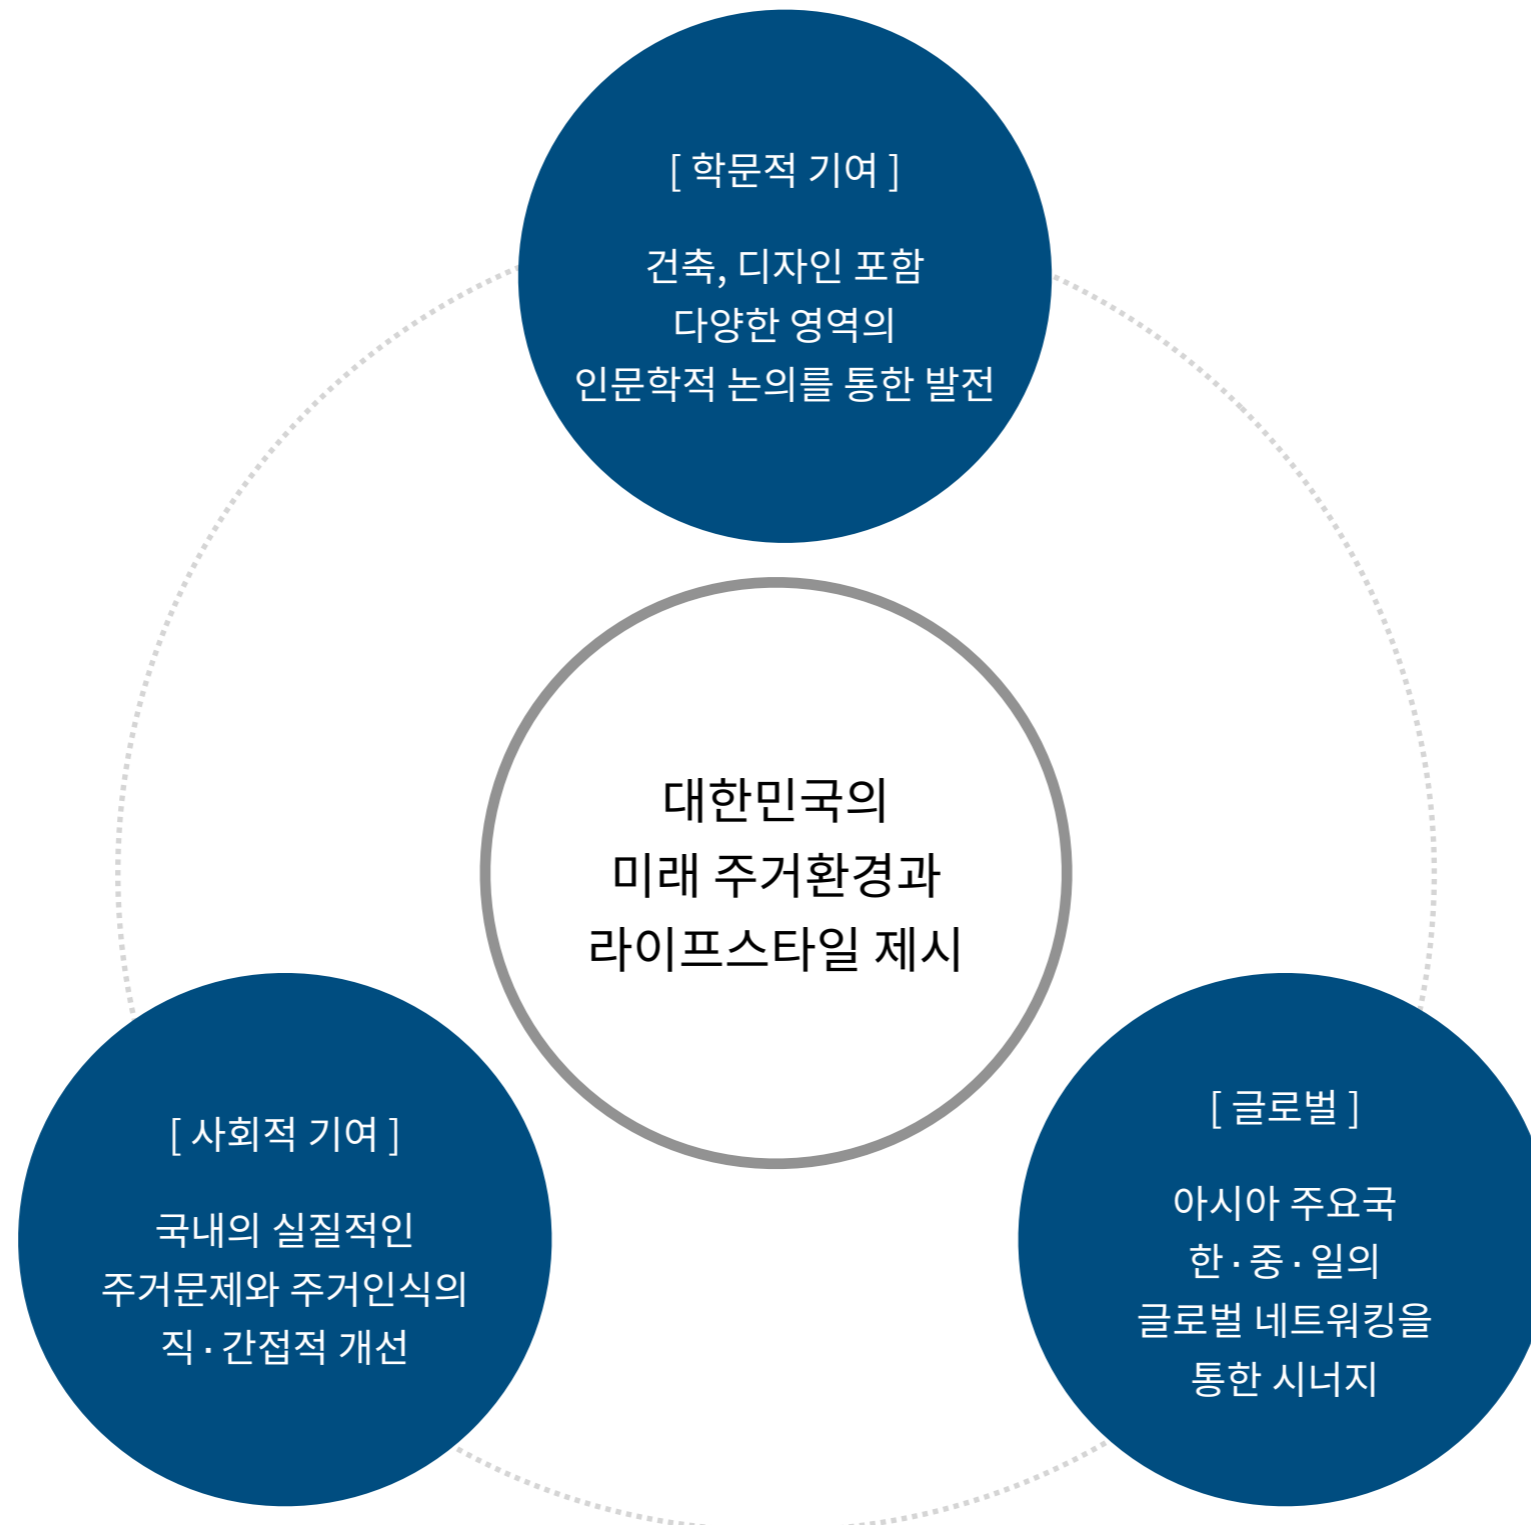 [ 학문적 기여 ]
건축, 디자인 포함
다양한 영역의
인문학적 논의를 통한 발전
대한민국의
미래 주거환경과
라이프스타일 제시
[ 사회적 기여 ]
국내의 실질적인
주거문제와 주거인식의
직·간접적 개선
[ 글로벌 ]
아시아 주요국
한·중·일의
글로벌 네트워킹을
통한 시너지